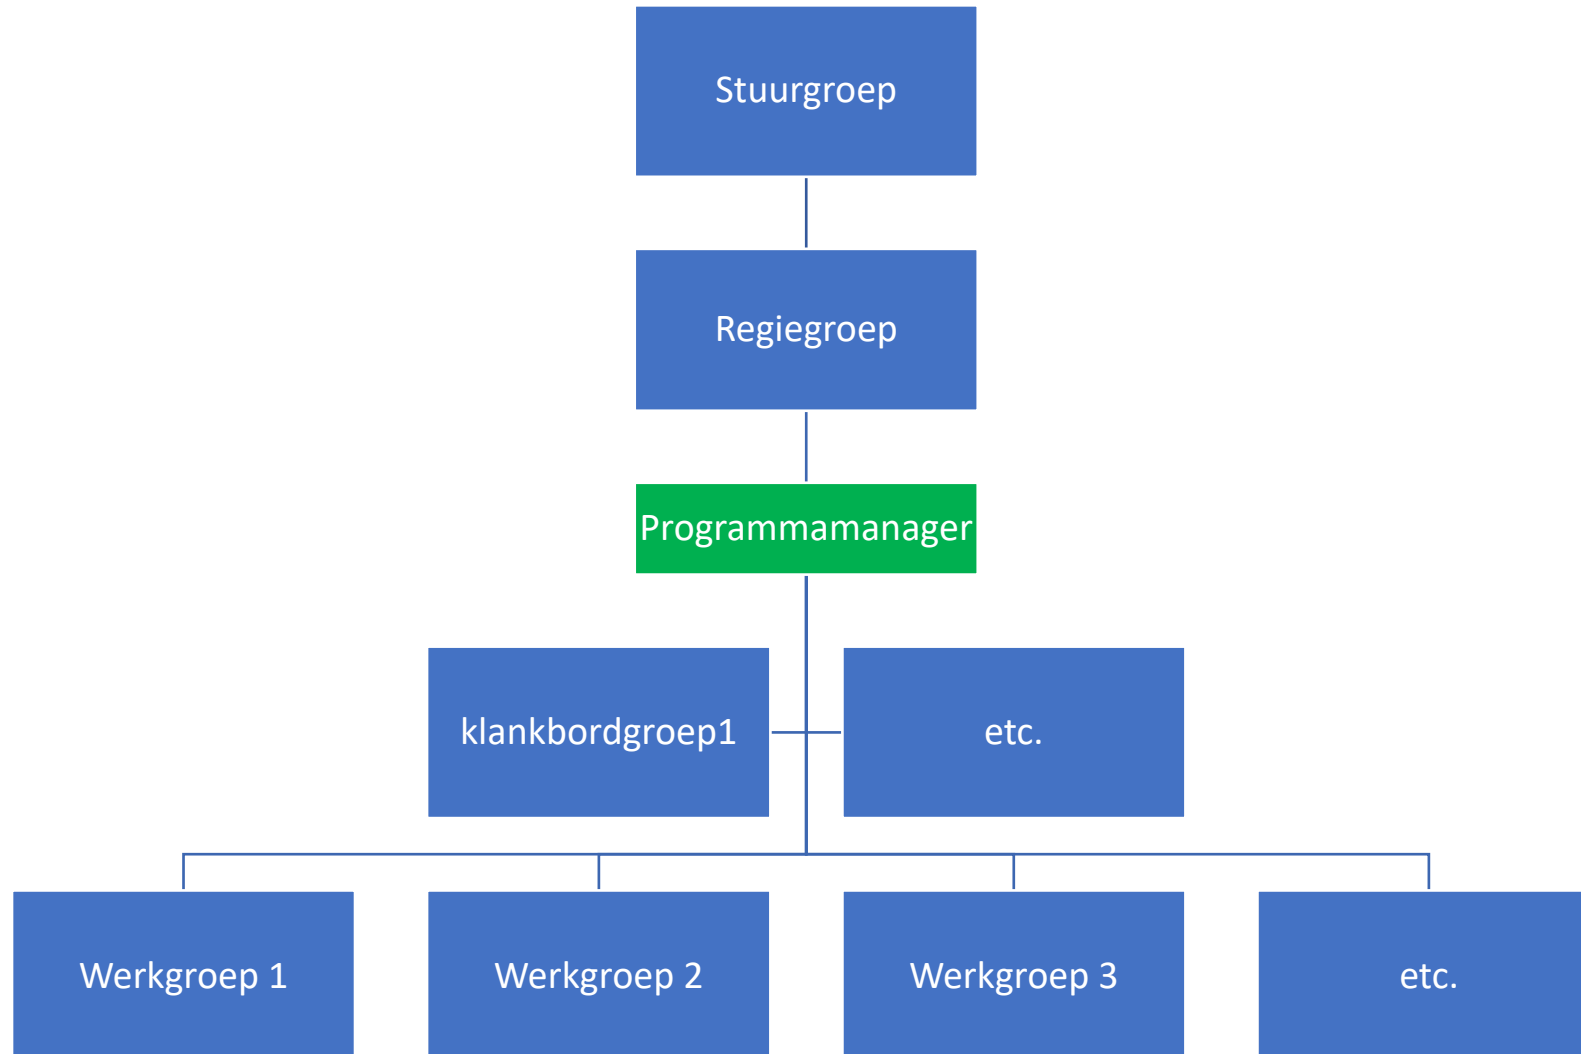 Stuurgroep
Regiegroep
Programmamanager
klankbordgroep1
etc.
Werkgroep 1
Werkgroep 2
Werkgroep 3
etc.